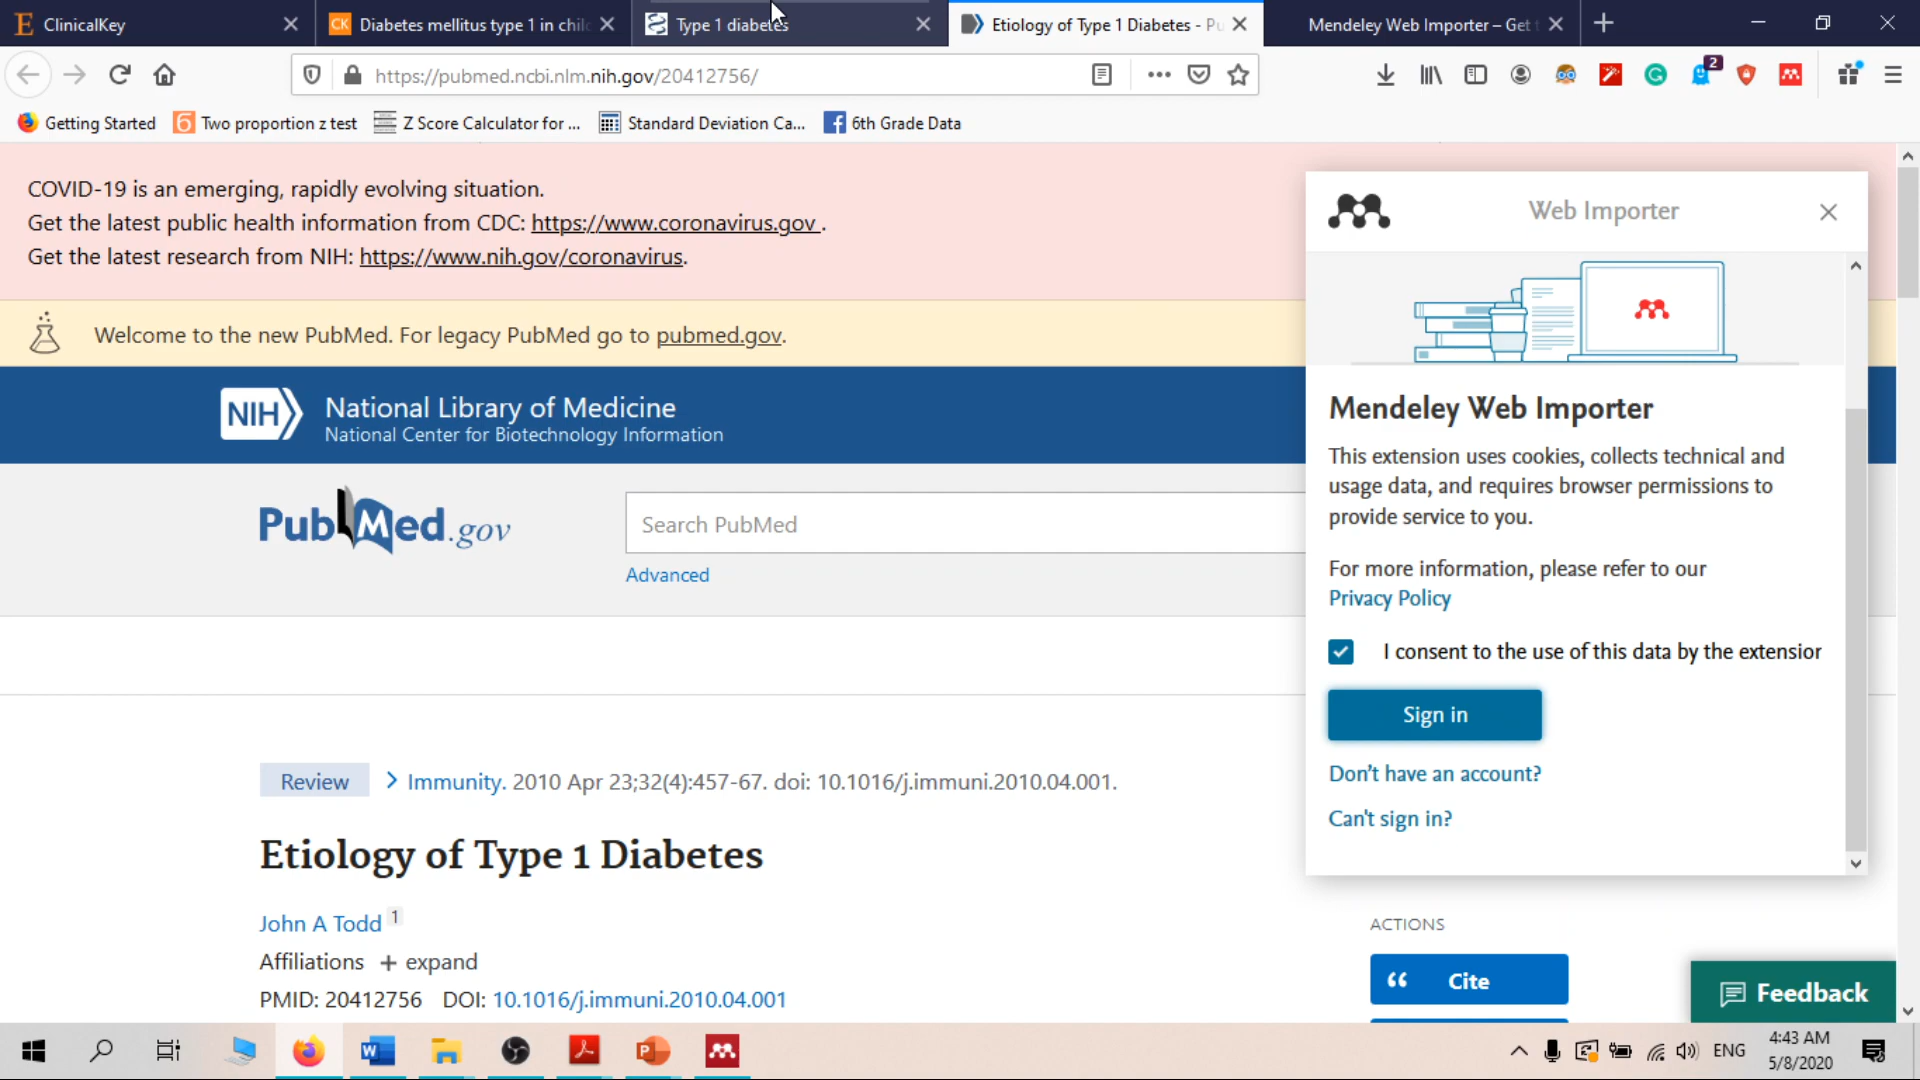 ClinicalKey
Diabetes mellitus type 1 in chil
Type 1 diabetes
Etiology of Type 1 Diabetes - Pu
Mendeley Web Importer – Get
https://pubmed.ncbi.nlm.nih.gov/20412756/
2
Getting Started
Two proportion z test
Z Score Calculator for ...
Standard Deviation Ca...
6th Grade Data
COVID-19 is an emerging, rapidly evolving situation.
Get the latest public health information from CDC: https://www.coronavirus.gov .
Get the latest research from NIH: https://www.nih.gov/coronavirus.
Welcome to the new PubMed. For legacy PubMed go to pubmed.gov.
NIH National Library of Medicine
National Center for Biotechnology Information
PubMed.gov
Search PubMed
Advanced
Review
Immunity. 2010 Apr 23;32(4):457-67. doi: 10.1016/j.immuni.2010.04.001.
Etiology of Type 1 Diabetes
John A Todd 1
Affiliations + expand
PMID: 20412756 DOI: 10.1016/j.immuni.2010.04.001
Web Importer
Mendeley Web Importer
This extension uses cookies, collects technical and
usage data, and requires browser permissions to
provide service to you.
For more information, please refer to our
Privacy Policy
I consent to the use of this data by the extension
Sign in
Don't have an account?
Can't sign in?
ACTIONS
Cite
Feedback
ENG
4:43 AM
5/8/2020